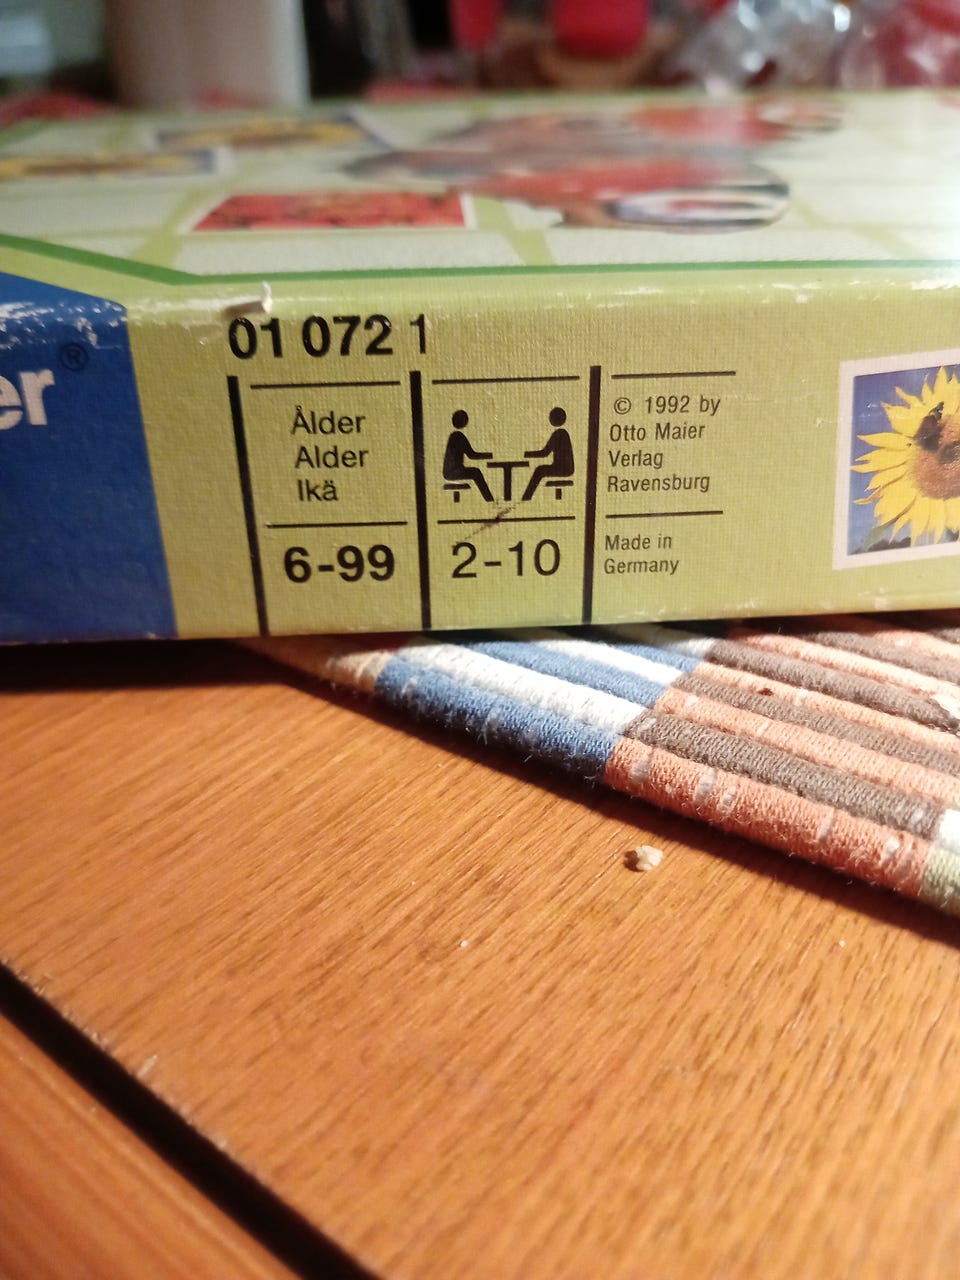 er®
01 072 1
Ålder
Alder
Ikä
6-99
2-10
© 1992 by
Otto Maier
Verlag
Ravensburg
Made in
Germany